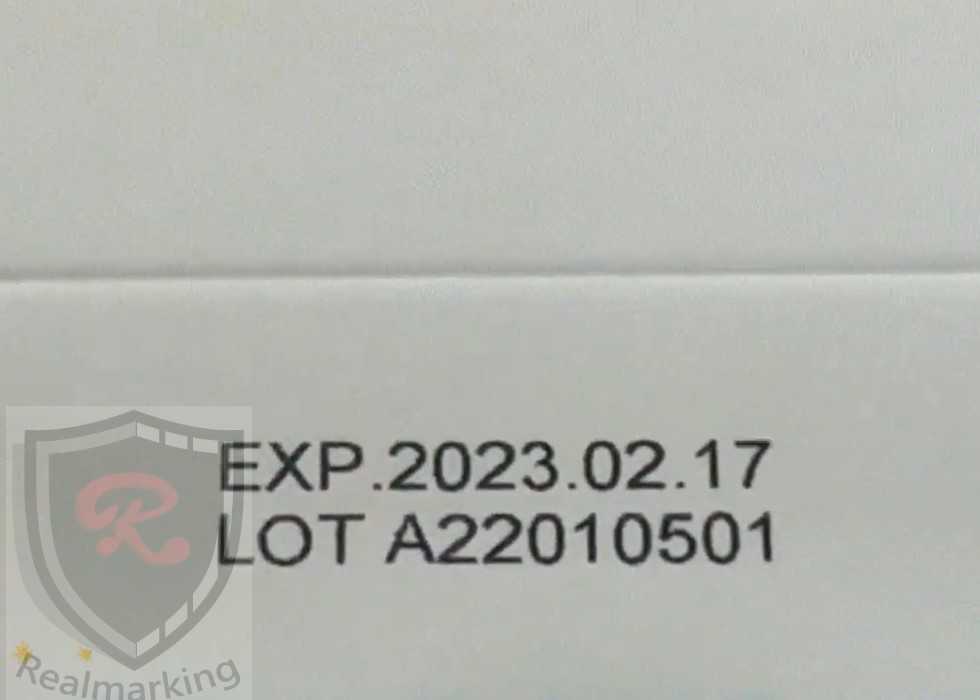 EXP.2023.02.17
LOT A22010501
R
Realmarking